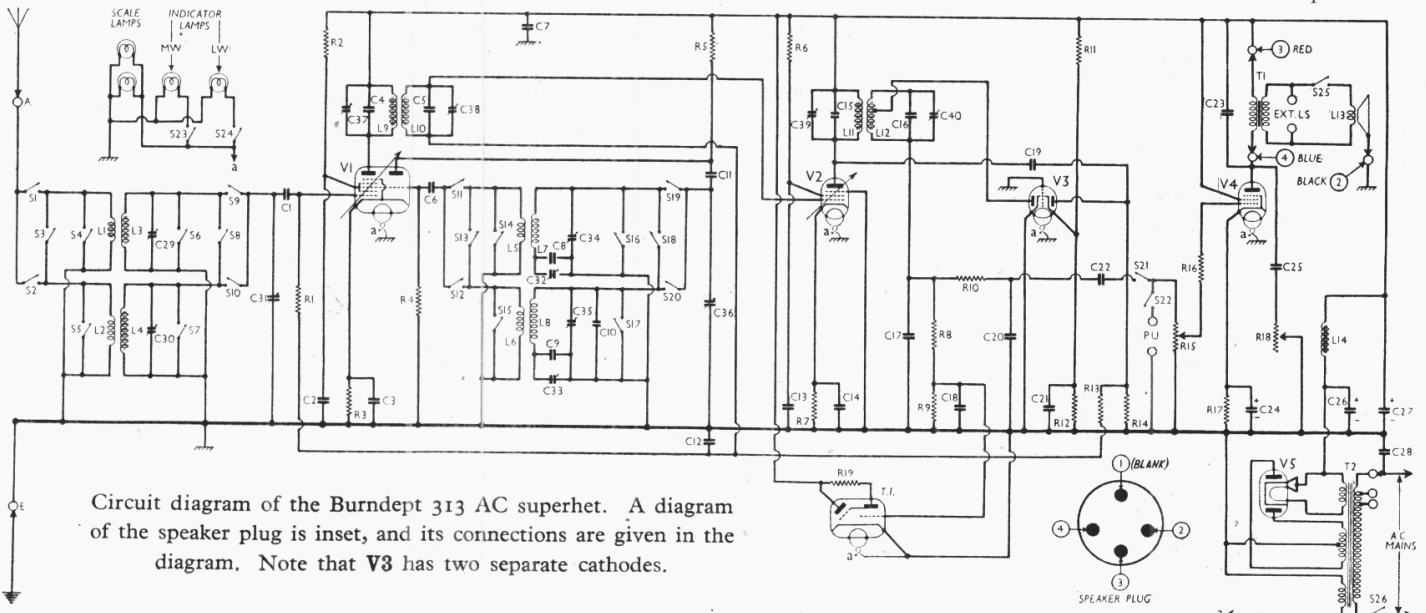 SCALE
LAMPS
INDICATOR
LAMPS
MW
LW
A
S23
S24
a
R2
C7
R5
R6
R11
C37
C4
L9
L10
C5
C38
C39
C15
L11
L12
C16
C40
C23
3 RED
T1
S25
EXT. LS
L13
4 BLUE
BLACK 2
V1
a
C11
V2
a
C19
V3
a
V4
a
S1
S3
S4
L1
L3
C29
S6
S8
S9
C1
S2
S10
C31
S5
L2
L4
C30
S7
R1
C6
S11
S13
S14
L5
L7
C8
C34
C32
S16
S18
S19
S12
S20
R4
S15
L6
L8
C35
C10
S17
C9
C33
C36
C2
R3
C3
C12
R10
C22
S21
S22
PU
R16
R15
C25
R18
L14
C17
R8
C20
C13
R7
C14
R9
C18
C21
R12
R13
R14
R17
C24
C26
C27
C28
E
R19
T.I.
a
1 (BLANK)
4
2
3
SPEAKER PLUG
V5
T2
A C
MAINS
S26
Circuit diagram of the Burndept 313 AC superhet. A diagram
of the speaker plug is inset, and its connections are given in the
diagram. Note that V3 has two separate cathodes.